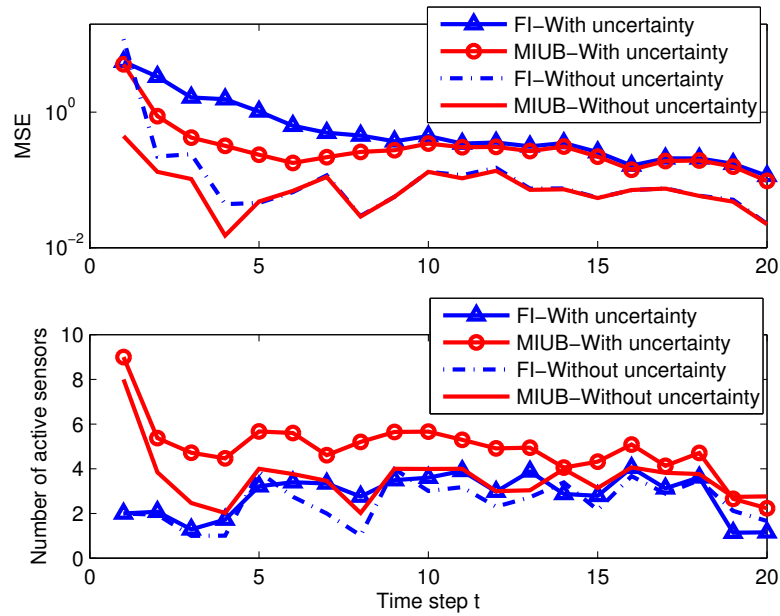 MSE
10^0
10^-2
0 5 10 15 20
FI-With uncertainty
MIUB-With uncertainty
FI-Without uncertainty
MIUB-Without uncertainty
Number of active sensors
10
8
6
4
2
0
0 5 10 15 20
Time step t
FI-With uncertainty
MIUB-With uncertainty
FI-Without uncertainty
MIUB-Without uncertainty